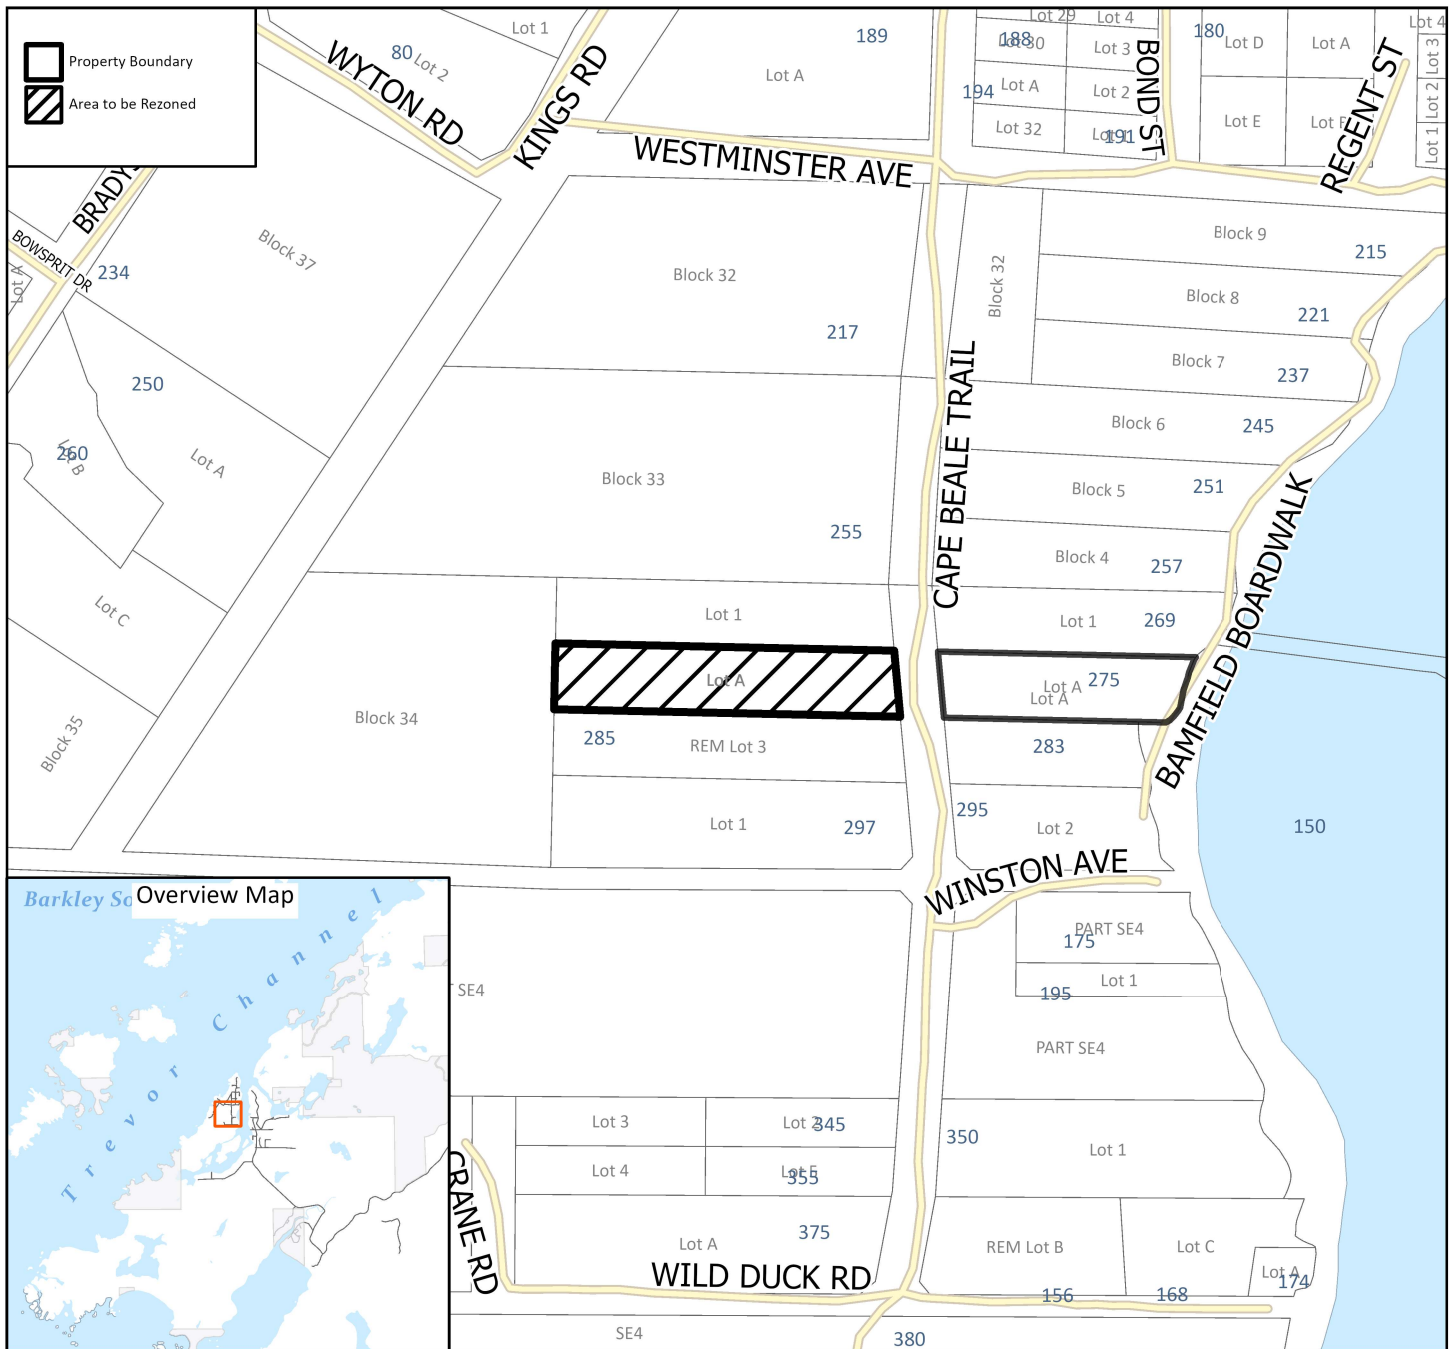 Property Boundary
Area to be Rezoned
Lot 1
80
Lot 2
WYTON RD
KINGS RD
189
Lot A
Lot 29
Lot 4
188
Lot 30
Lot 3
194
Lot A
Lot 2
Lot 32
191
BOND ST
180
Lot D
Lot A
Lot E
REGENT ST
Lot 4
Lot 3
Lot 2
Lot 1
WESTMINSTER AVE
BOWSPRIT DR
Lot A
234
Block 37
Block 32
217
Block 32
Block 9
215
Block 8
221
Block 7
237
Block 6
245
Block 5
251
Block 4
257
250
260
Lot A
Lot C
Block 33
255
CAPE BEALE TRAIL
BAMFIELD BOARDWALK
Lot 1
Lot 1
269
Lot A
Lot A
275
Lot A
Block 34
Block 35
285
REM Lot 3
283
Lot 1
297
295
Lot 2
150
WINSTON AVE
PART SE4
175
Lot 1
195
PART SE4
SE4
Overview Map
Trevor Channel
Lot 3
Lot 2
345
Lot 4
355
350
Lot 1
Lot A
375
REM Lot B
Lot C
Lot A
174
WILD DUCK RD
156
168
SE4
380